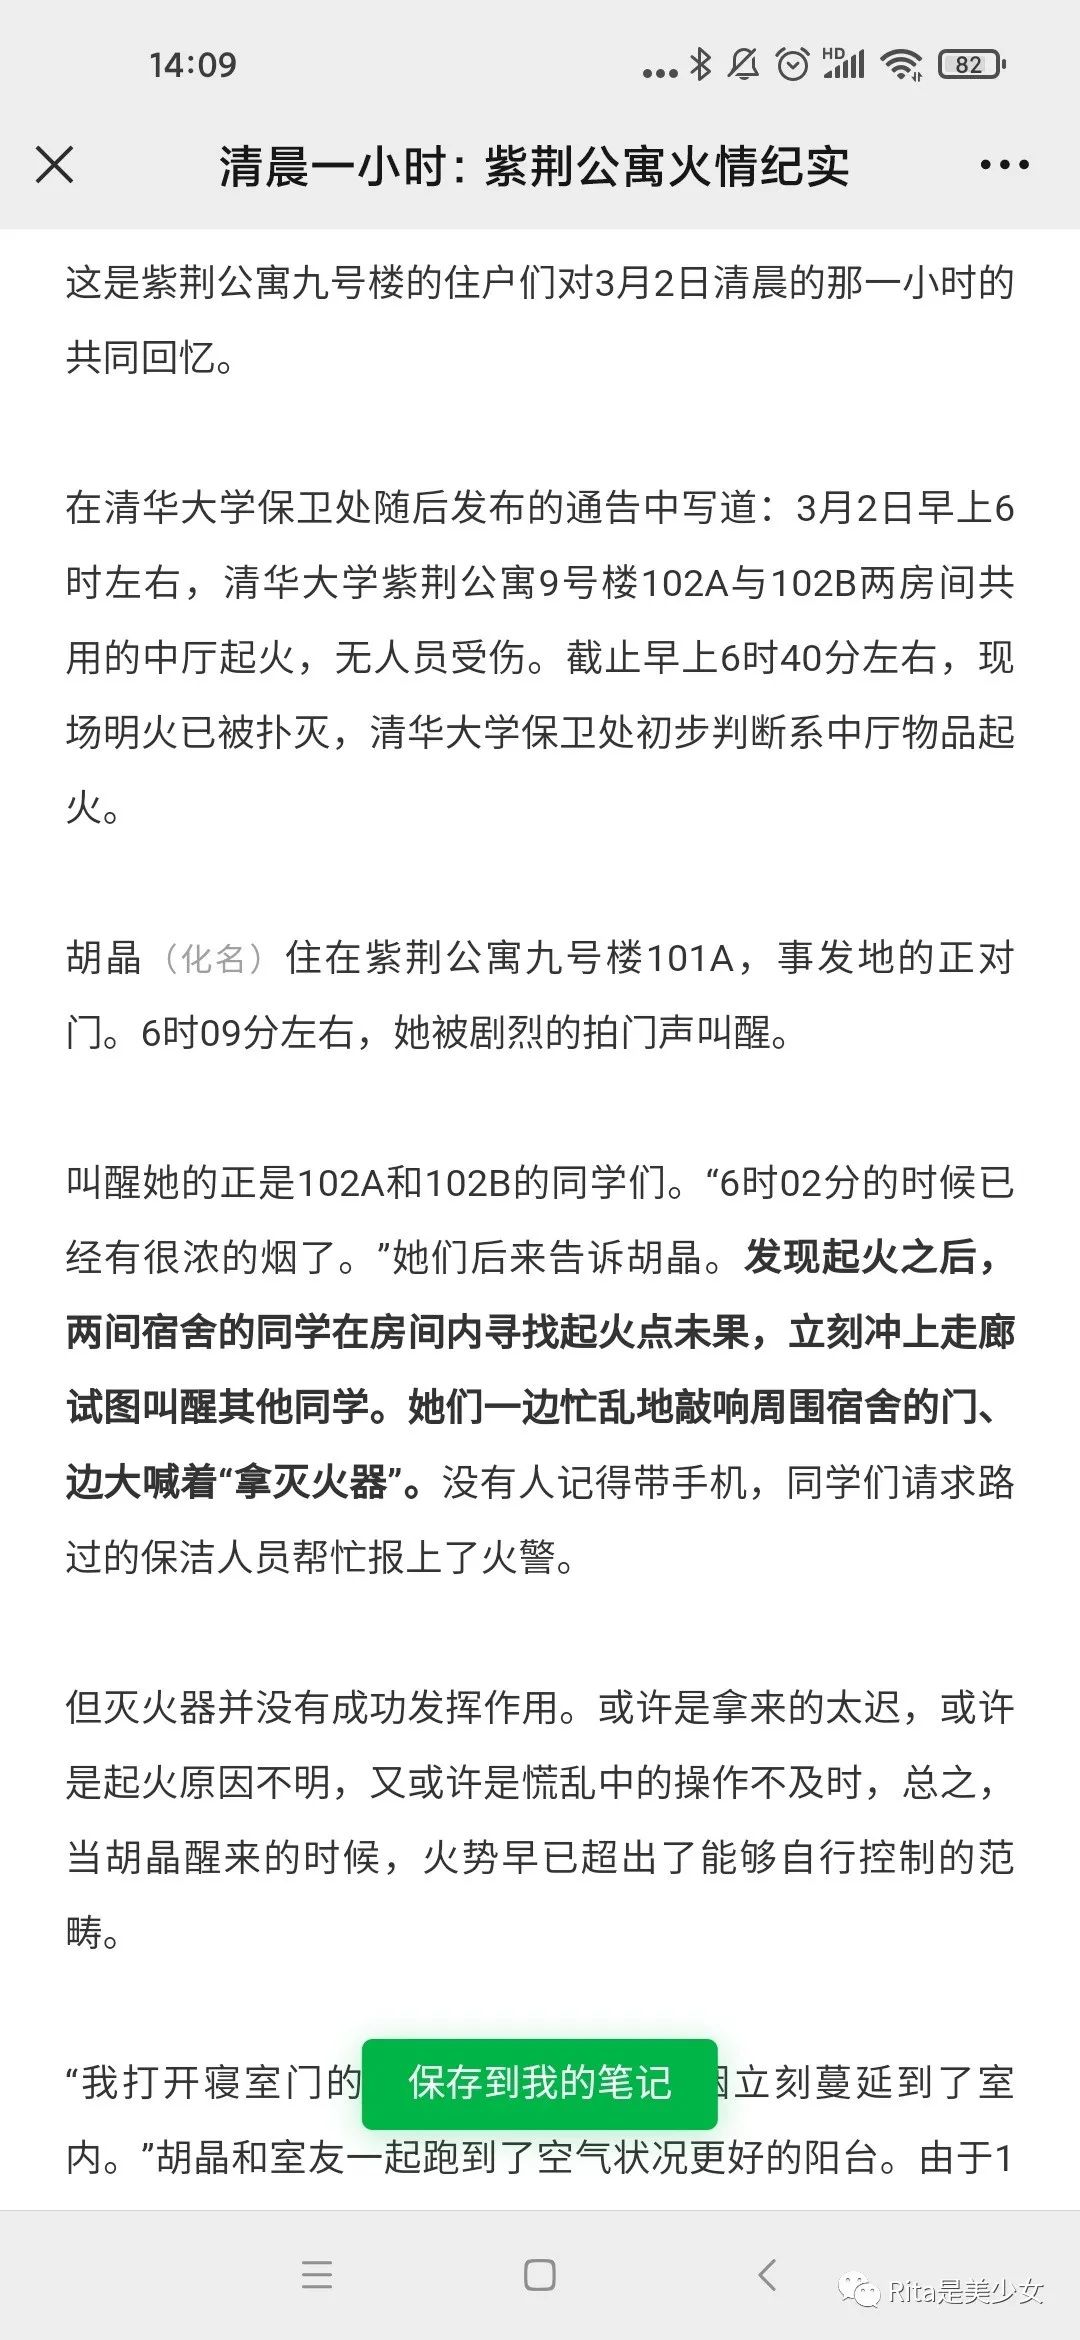 14:09
HD
82
清晨一小时：紫荆公寓火情纪实
这是紫荆公寓九号楼的住户们对3月2日清晨的那一小时的
共同回忆。
在清华大学保卫处随后发布的通告中写道：3月2日早上6
时左右，清华大学紫荆公寓9号楼102A与102B两房间共
用的中厅起火，无人员受伤。截止早上6时40分左右，现
场明火已被扑灭，清华大学保卫处初步判断系中厅物品起
火。
胡晶（化名）住在紫荆公寓九号楼101A，事发地的正对
门。6时09分左右，她被剧烈的拍门声叫醒。
叫醒她的正是102A和102B的同学们。“6时02分的时候已
经有很浓的烟了。”她们后来告诉胡晶。发现起火之后，
两间宿舍的同学在房间内寻找起火点未果，立刻冲上走廊
试图叫醒其他同学。她们一边忙乱地敲响周围宿舍的门、
边大喊着“拿灭火器”。没有人记得带手机，同学们请求路
过的保洁人员帮忙报上了火警。
但灭火器并没有成功发挥作用。或许是拿来的太迟，或许
是起火原因不明，又或许是慌乱中的操作不及时，总之，
当胡晶醒来的时候，火势早已超出了能够自行控制的范
畴。
“我打开寝室门的 保存到我的笔记 立刻蔓延到了室
内。”胡晶和室友一起跑到了空气状况更好的阳台。由于1
Rita是美少女